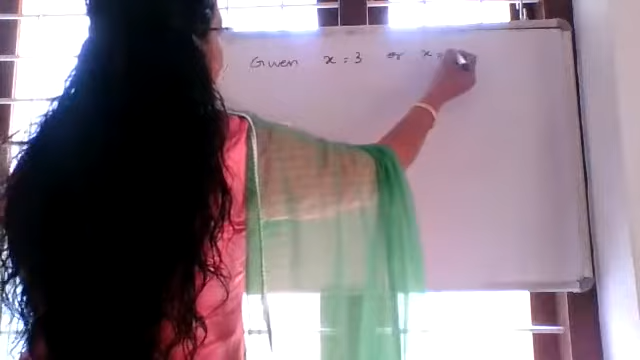 Given x = 3 or x =